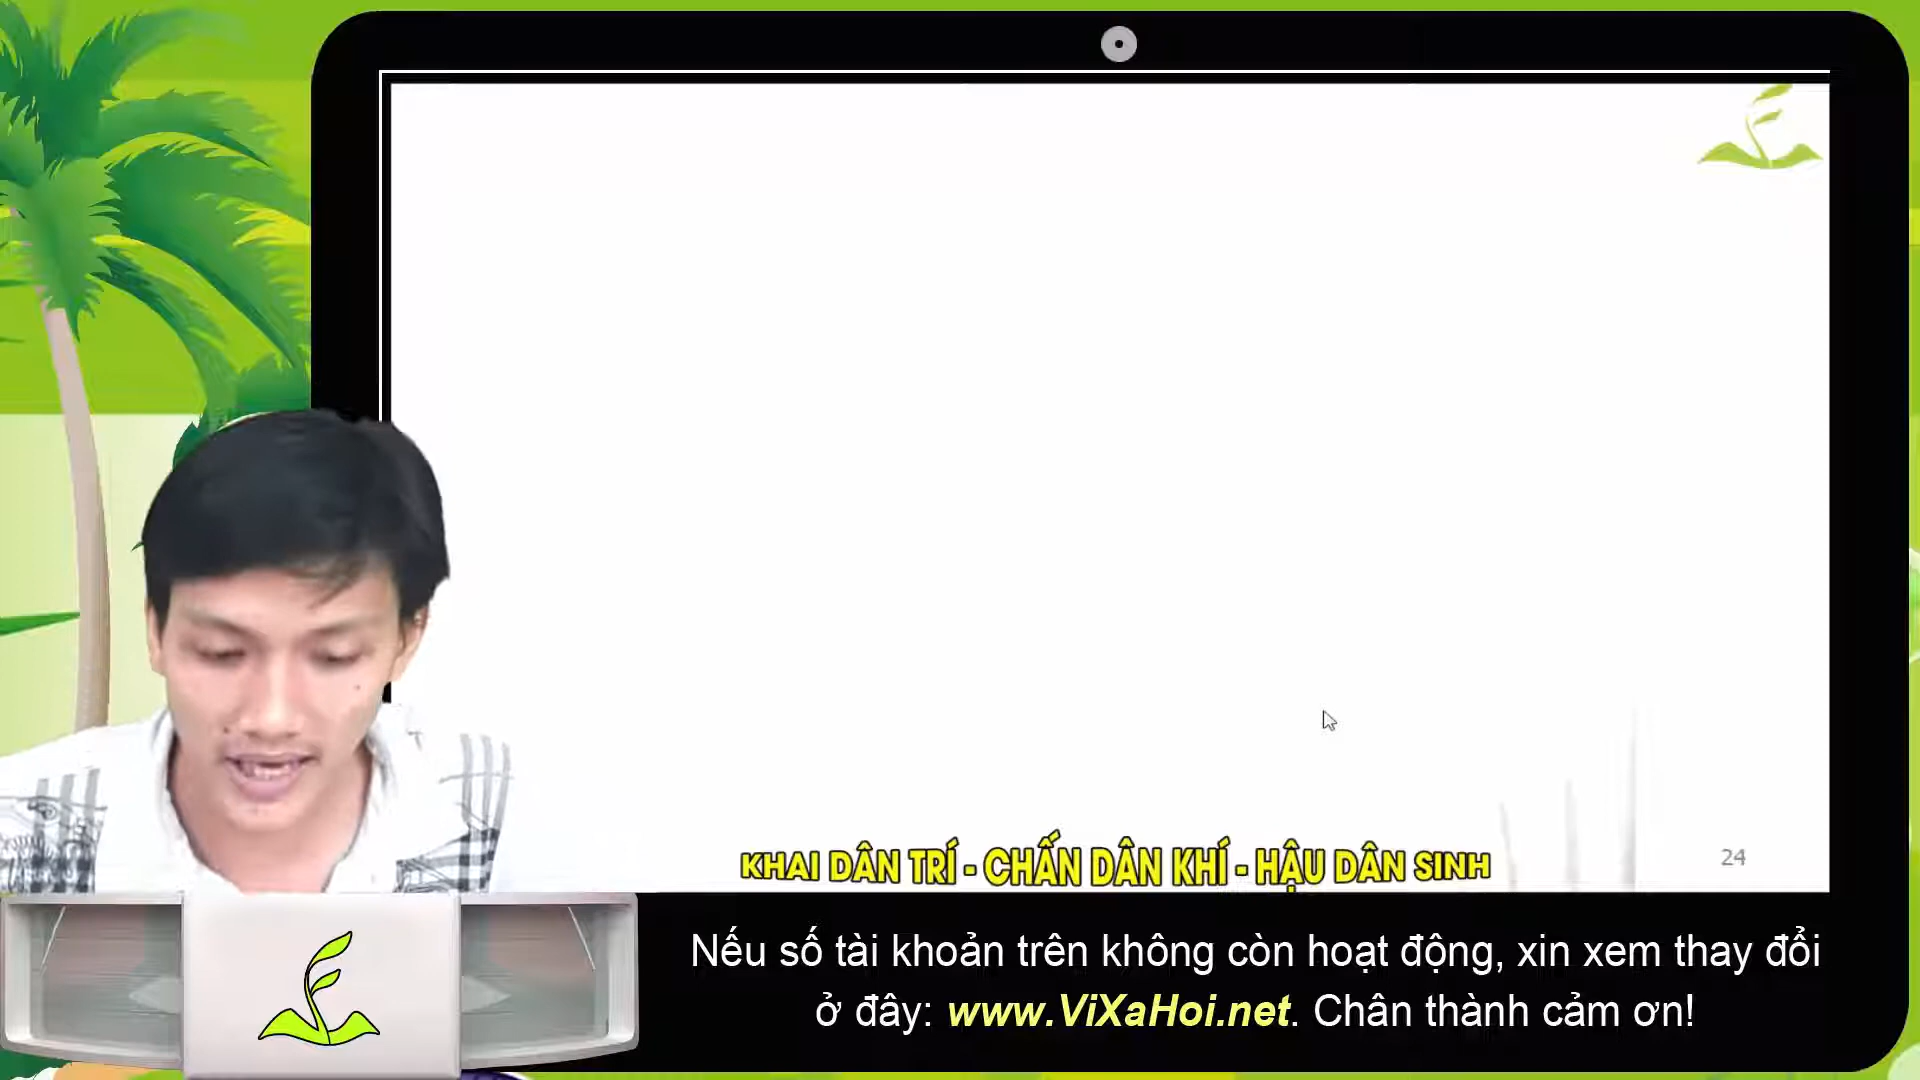 KHAI DÂN TRÍ - CHẤN DÂN KHÍ - HẬU DÂN SINH
24
Nếu số tài khoản trên không còn hoạt động, xin xem thay đổi
ở đây: www.ViXaHoi.net. Chân thành cảm ơn!